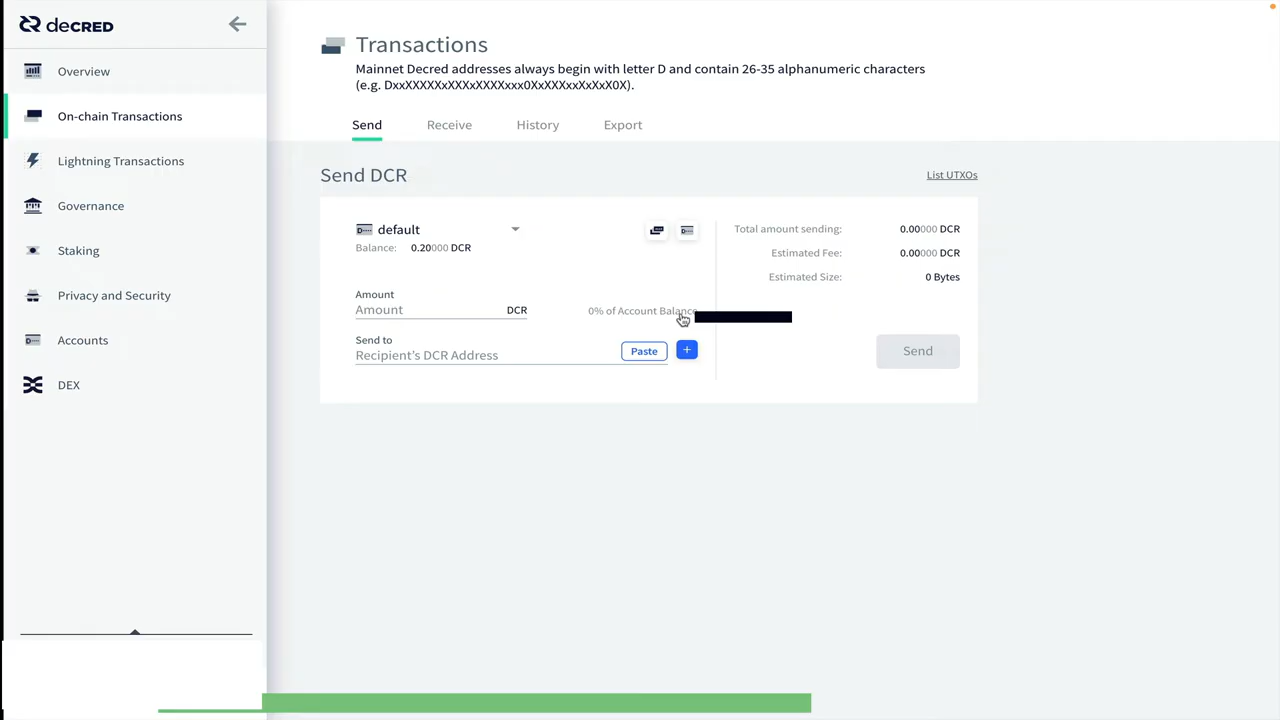 decRED
Overview
On-chain Transactions
Lightning Transactions
Governance
Staking
Privacy and Security
Accounts
DEX
Transactions
Mainnet Decred addresses always begin with letter D and contain 26-35 alphanumeric characters
(e.g. DxxXXXXXxXXXxXXXXxxx0XxXXXxxXxXxX0X).
Send Receive History Export
Send DCR
List UTXOs
default
Balance: 0.20000 DCR
Amount
Amount DCR
0% of Account Balance
Send to
Recipient's DCR Address
Paste
+
Total amount sending: 0.00000 DCR
Estimated Fee: 0.00000 DCR
Estimated Size: 0 Bytes
Send